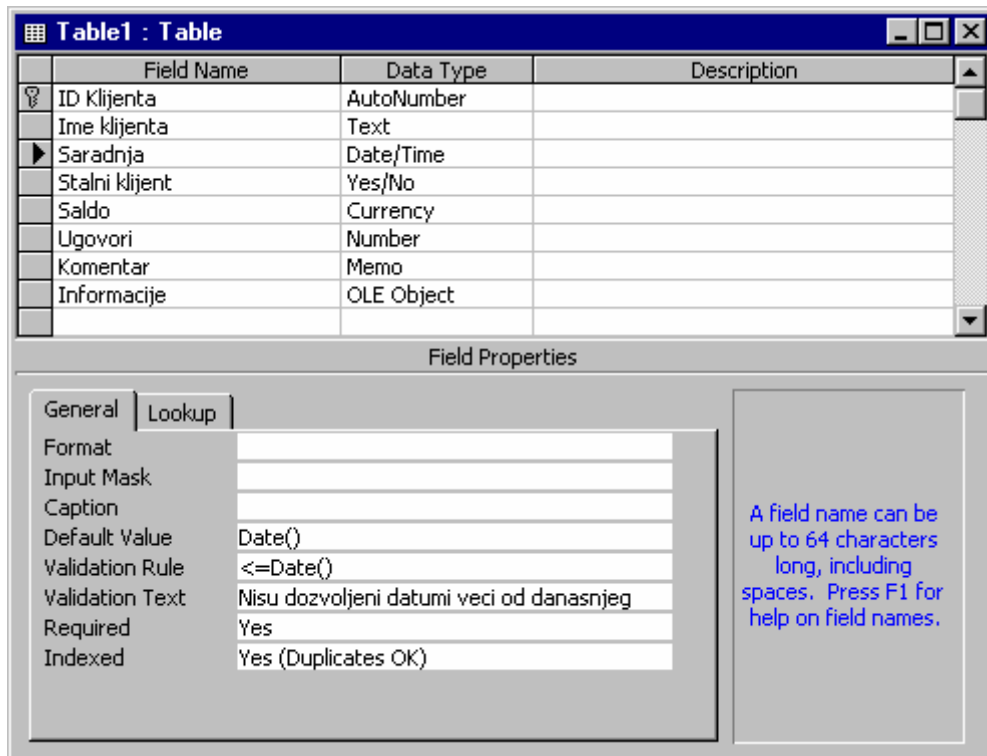 Table1 : Table
Field Name Data Type Description
ID Klijenta AutoNumber
Ime klijenta Text
Saradnja Date/Time
Stalni klijent Yes/No
Saldo Currency
Ugovori Number
Komentar Memo
Informacije OLE Object
Field Properties
General Lookup
Format
Input Mask
Caption
Default Value Date()
Validation Rule <=Date()
Validation Text Nisu dozvoljeni datumi veci od danasnjeg
Required Yes
Indexed Yes (Duplicates OK)
A field name can be
up to 64 characters
long, including
spaces. Press F1 for
help on field names.